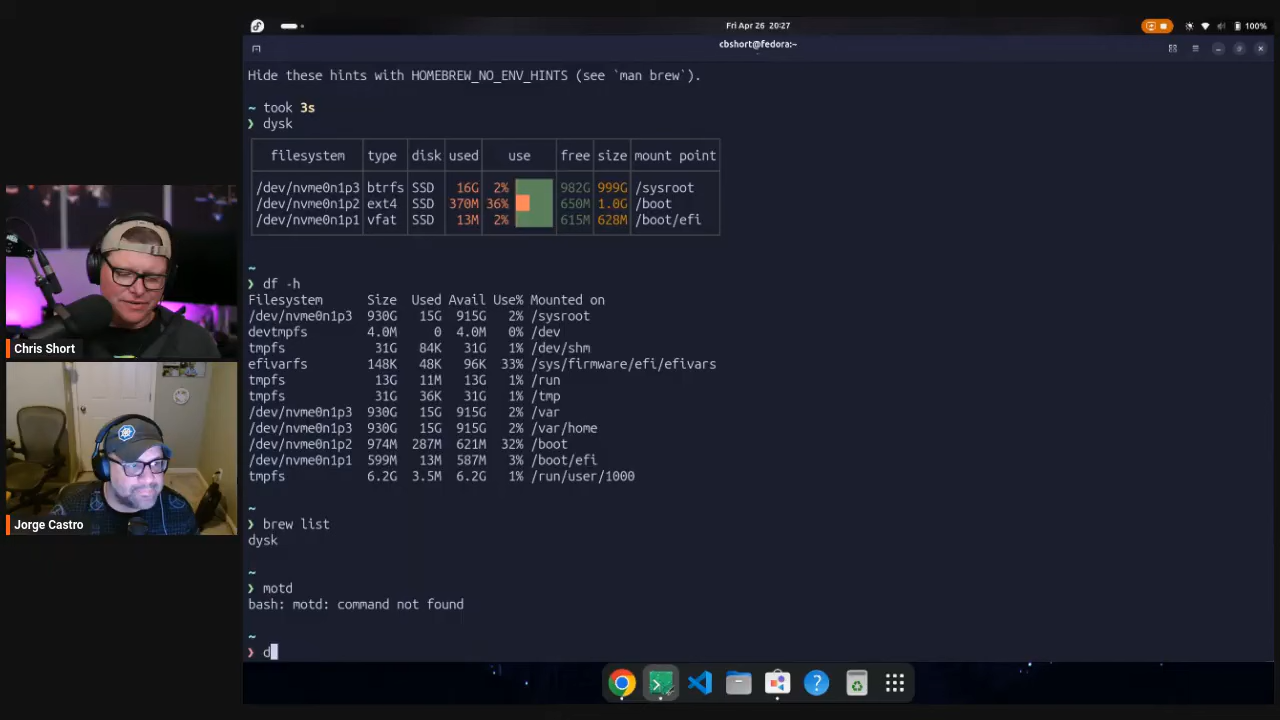 Fri Apr 26 20:27
100%
cbshort@fedora:~
Hide these hints with HOMEBREW_NO_ENV_HINTS (see `man brew`).
~ took 3s
❯ dysk
filesystem type disk used use free size mount point
/dev/nvme0n1p3 btrfs SSD 16G 2% 982G 999G /sysroot
/dev/nvme0n1p2 ext4 SSD 370M 36% 650M 1.0G /boot
/dev/nvme0n1p1 vfat SSD 13M 2% 615M 628M /boot/efi
~
❯ df -h
Filesystem Size Used Avail Use% Mounted on
/dev/nvme0n1p3 930G 15G 915G 2% /sysroot
devtmpfs 4.0M 0 4.0M 0% /dev
tmpfs 31G 84K 31G 1% /dev/shm
efivarfs 148K 48K 96K 33% /sys/firmware/efi/efivars
tmpfs 13G 11M 13G 1% /run
tmpfs 31G 36K 31G 1% /tmp
/dev/nvme0n1p3 930G 15G 915G 2% /var
/dev/nvme0n1p3 930G 15G 915G 2% /var/home
/dev/nvme0n1p2 974M 287M 621M 32% /boot
/dev/nvme0n1p1 599M 13M 587M 3% /boot/efi
tmpfs 6.2G 3.5M 6.2G 1% /run/user/1000
~
❯ brew list
dysk
~
❯ motd
bash: motd: command not found
~
❯ d
Chris Short
Jorge Castro